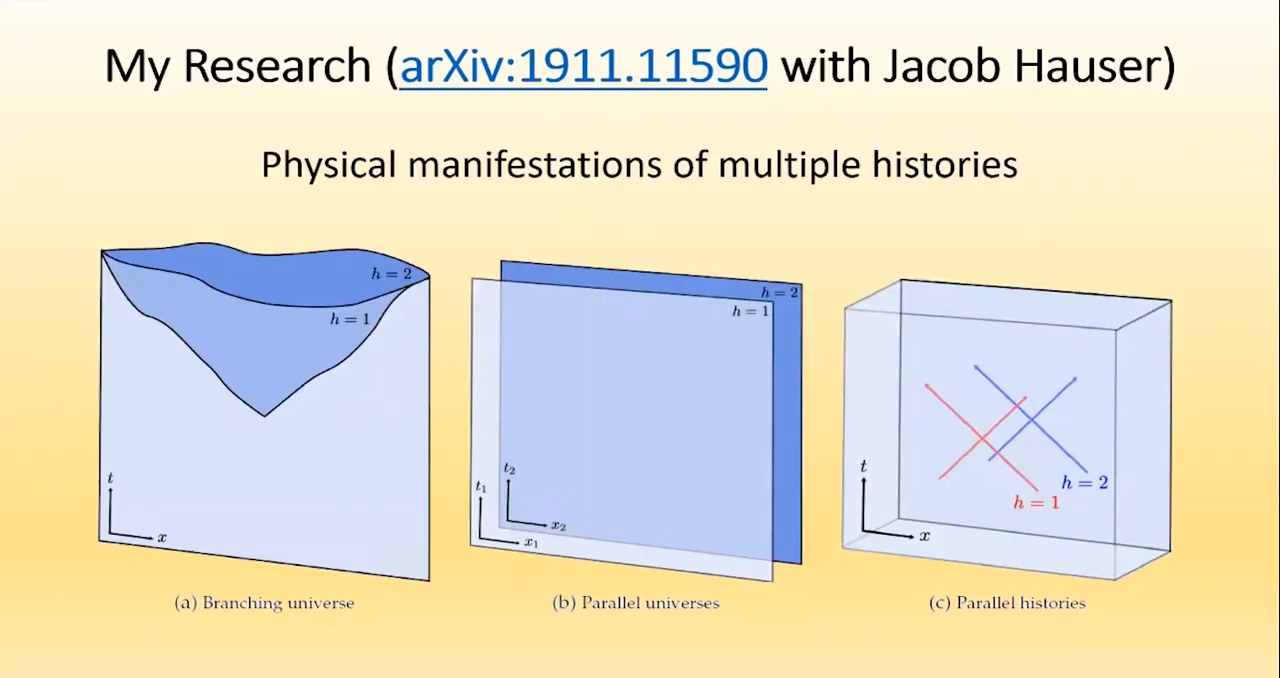 My Research (arXiv:1911.11590 with Jacob Hauser)
Physical manifestations of multiple histories
h = 2
h = 1
t
x
(a) Branching universe
h = 2
h = 1
t₂
t₁
x₂
x₁
(b) Parallel universes
t
x
h = 2
h = 1
(c) Parallel histories